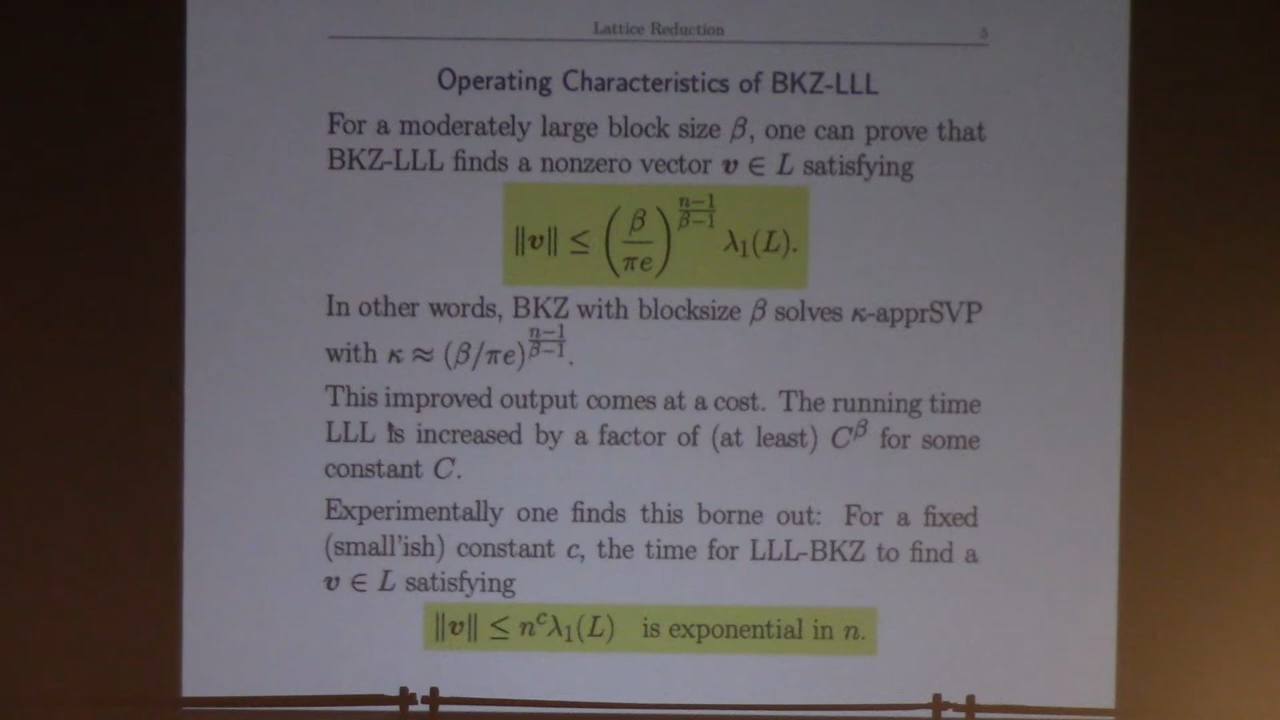 Lattice Reduction 5
Operating Characteristics of BKZ-LLL
For a moderately large block size β, one can prove that
BKZ-LLL finds a nonzero vector v ∈ L satisfying
‖v‖ ≤ (β/πe)^((n−1)/(β−1)) λ₁(L).
In other words, BKZ with blocksize β solves κ-apprSVP
with κ ≈ (β/πe)^((n−1)/(β−1)).
This improved output comes at a cost. The running time
LLL is increased by a factor of (at least) C^β for some
constant C.
Experimentally one finds this borne out: For a fixed
(small'ish) constant c, the time for LLL-BKZ to find a
v ∈ L satisfying
‖v‖ ≤ n^c λ₁(L) is exponential in n.